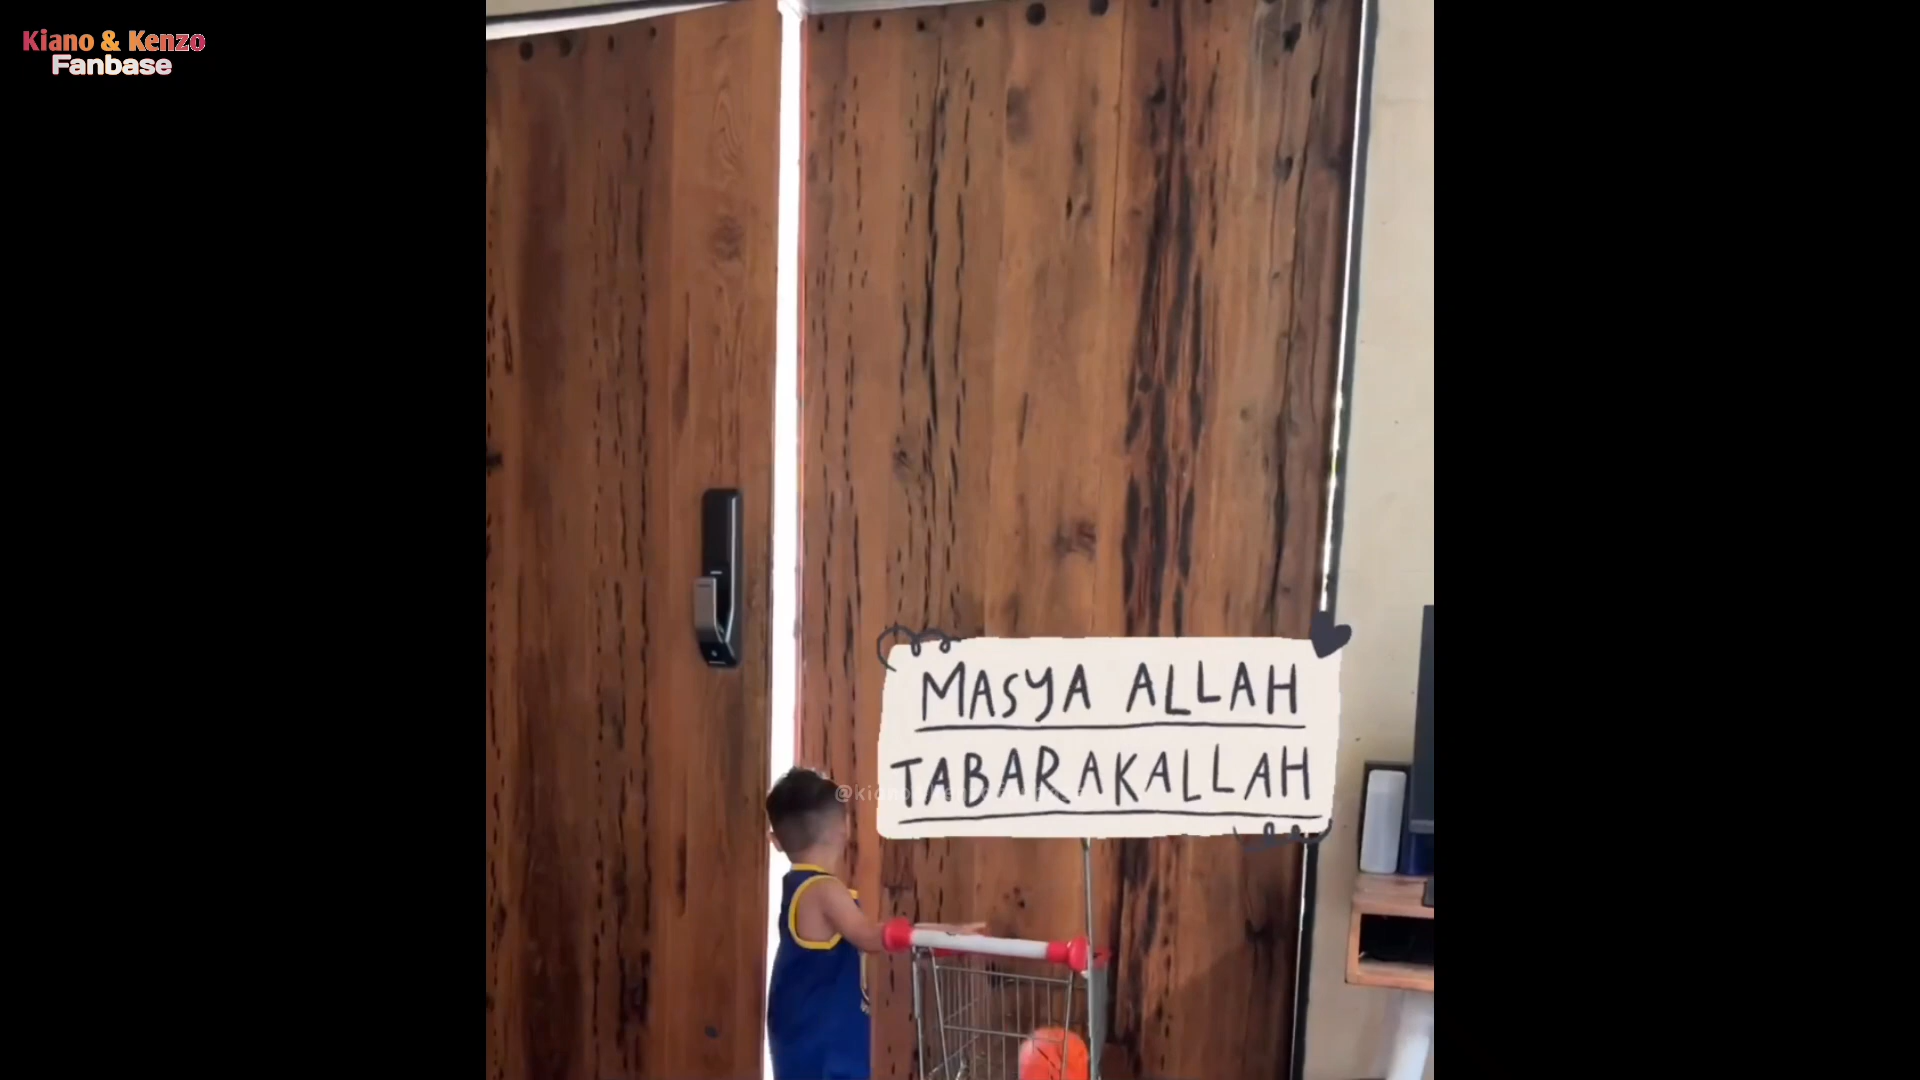 Kiano & Kenzo
Fanbase
MASYA ALLAH
TABARAKALLAH